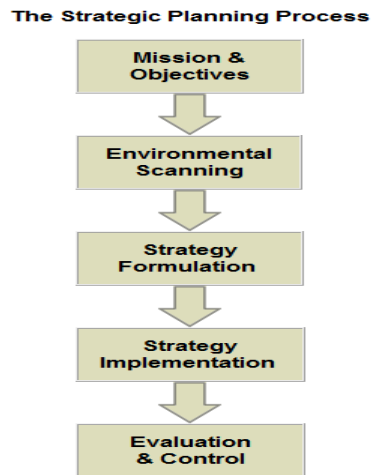 The Strategic Planning Process
Mission &
Objectives
Environmental
Scanning
Strategy
Formulation
Strategy
Implementation
Evaluation
& Control